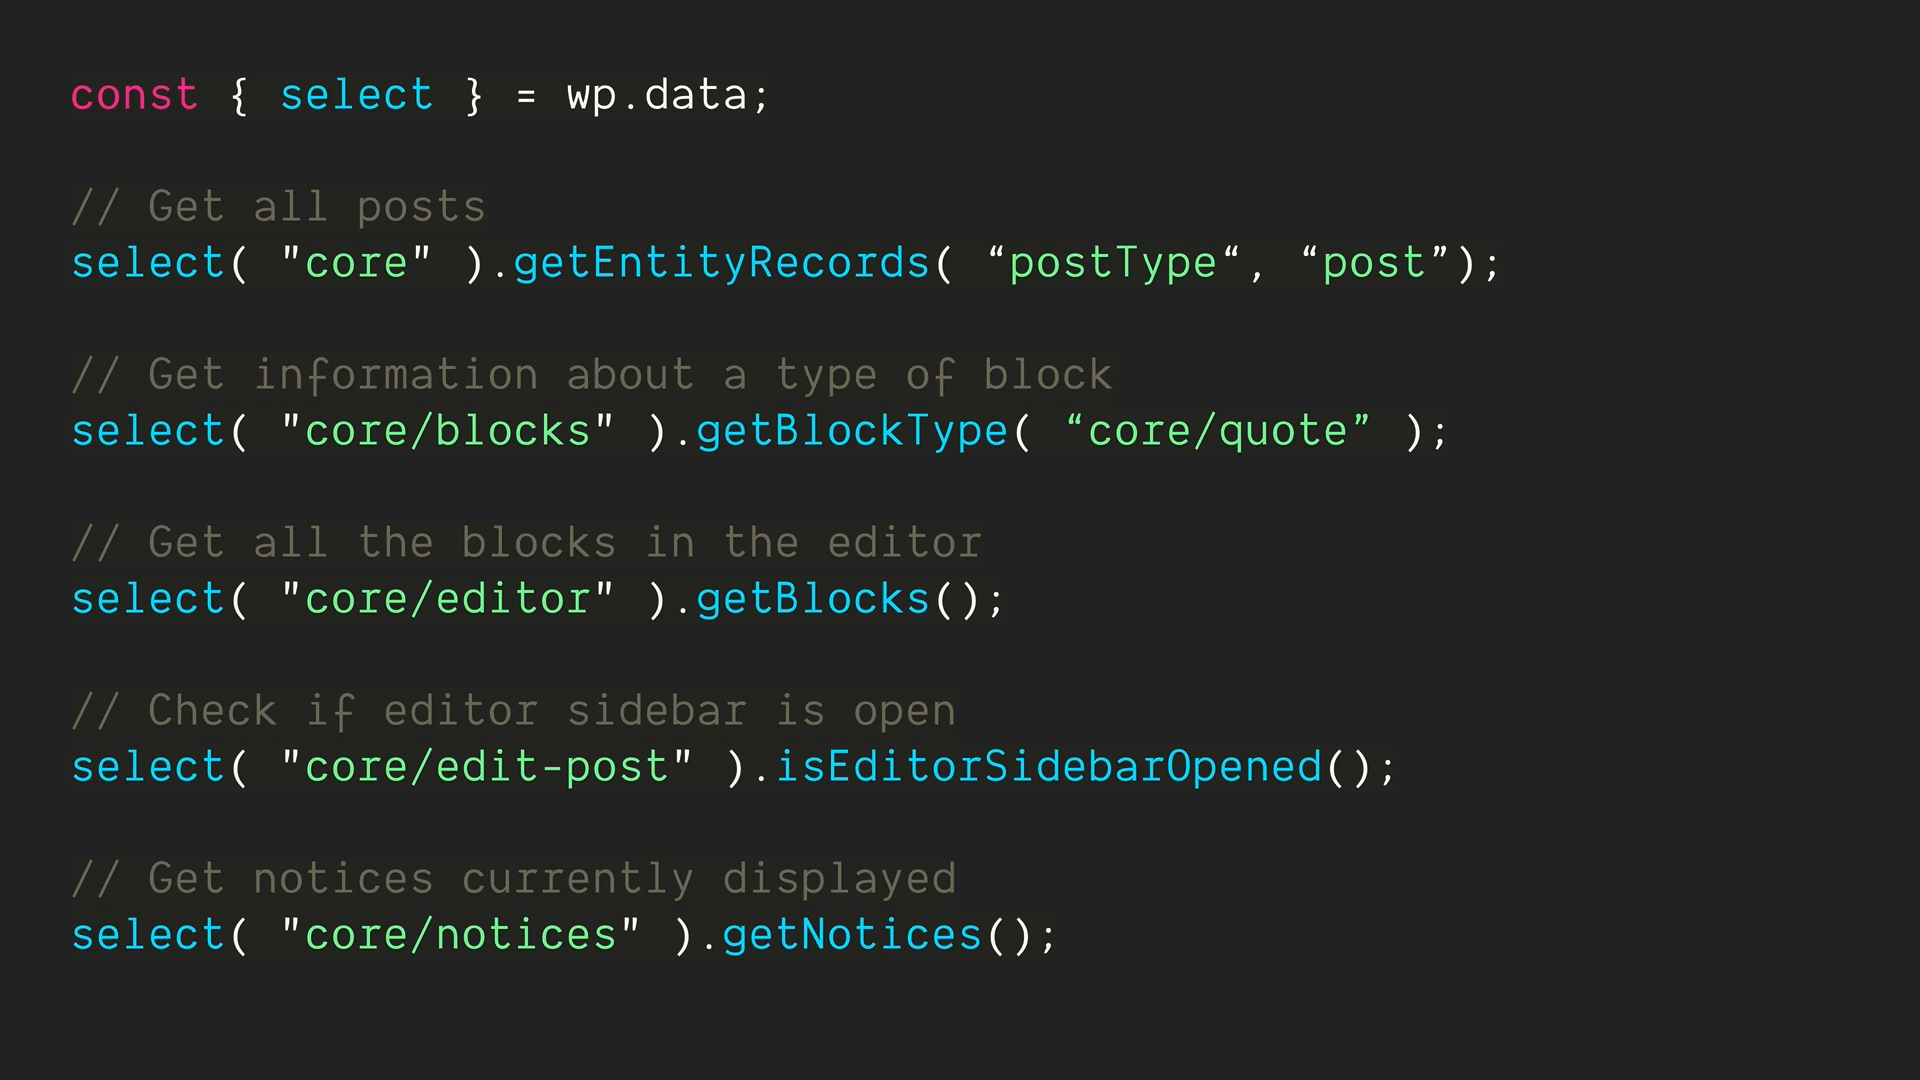 const { select } = wp.data;
// Get all posts
select( "core" ).getEntityRecords( “postType“, “post”);
// Get information about a type of block
select( "core/blocks" ).getBlockType( “core/quote” );
// Get all the blocks in the editor
select( "core/editor" ).getBlocks();
// Check if editor sidebar is open
select( "core/edit-post" ).isEditorSidebarOpened();
// Get notices currently displayed
select( "core/notices" ).getNotices();